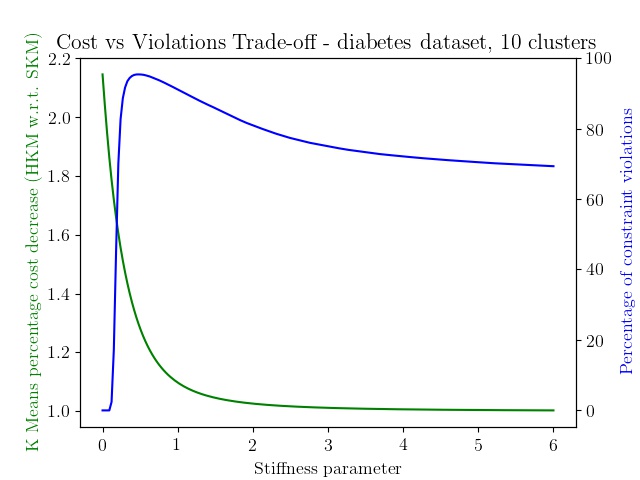 Cost vs Violations Trade-off - diabetes dataset, 10 clusters
K Means percentage cost decrease (HKM w.r.t. SKM)
2.2
2.0
1.8
1.6
1.4
1.2
1.0
100
80
60
40
20
0
Percentage of constraint violations
0 1 2 3 4 5 6
Stiffness parameter